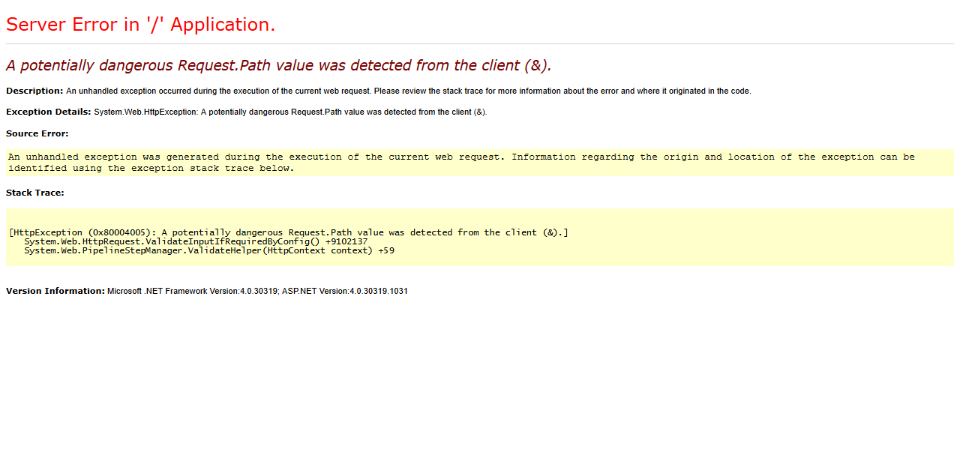 Server Error in '/' Application.
A potentially dangerous Request.Path value was detected from the client (&).
Description: An unhandled exception occurred during the execution of the current web request. Please review the stack trace for more information about the error and where it originated in the code.
Exception Details: System.Web.HttpException: A potentially dangerous Request.Path value was detected from the client (&).
Source Error:
An unhandled exception was generated during the execution of the current web request. Information regarding the origin and location of the exception can be
identified using the exception stack trace below.
Stack Trace:
[HttpException (0x80004005): A potentially dangerous Request.Path value was detected from the client (&).]
System.Web.HttpRequest.ValidateInputIfRequiredByConfig() +9102137
System.Web.PipelineStepManager.ValidateHelper(HttpContext context) +59
Version Information: Microsoft .NET Framework Version:4.0.30319; ASP.NET Version:4.0.30319.1031